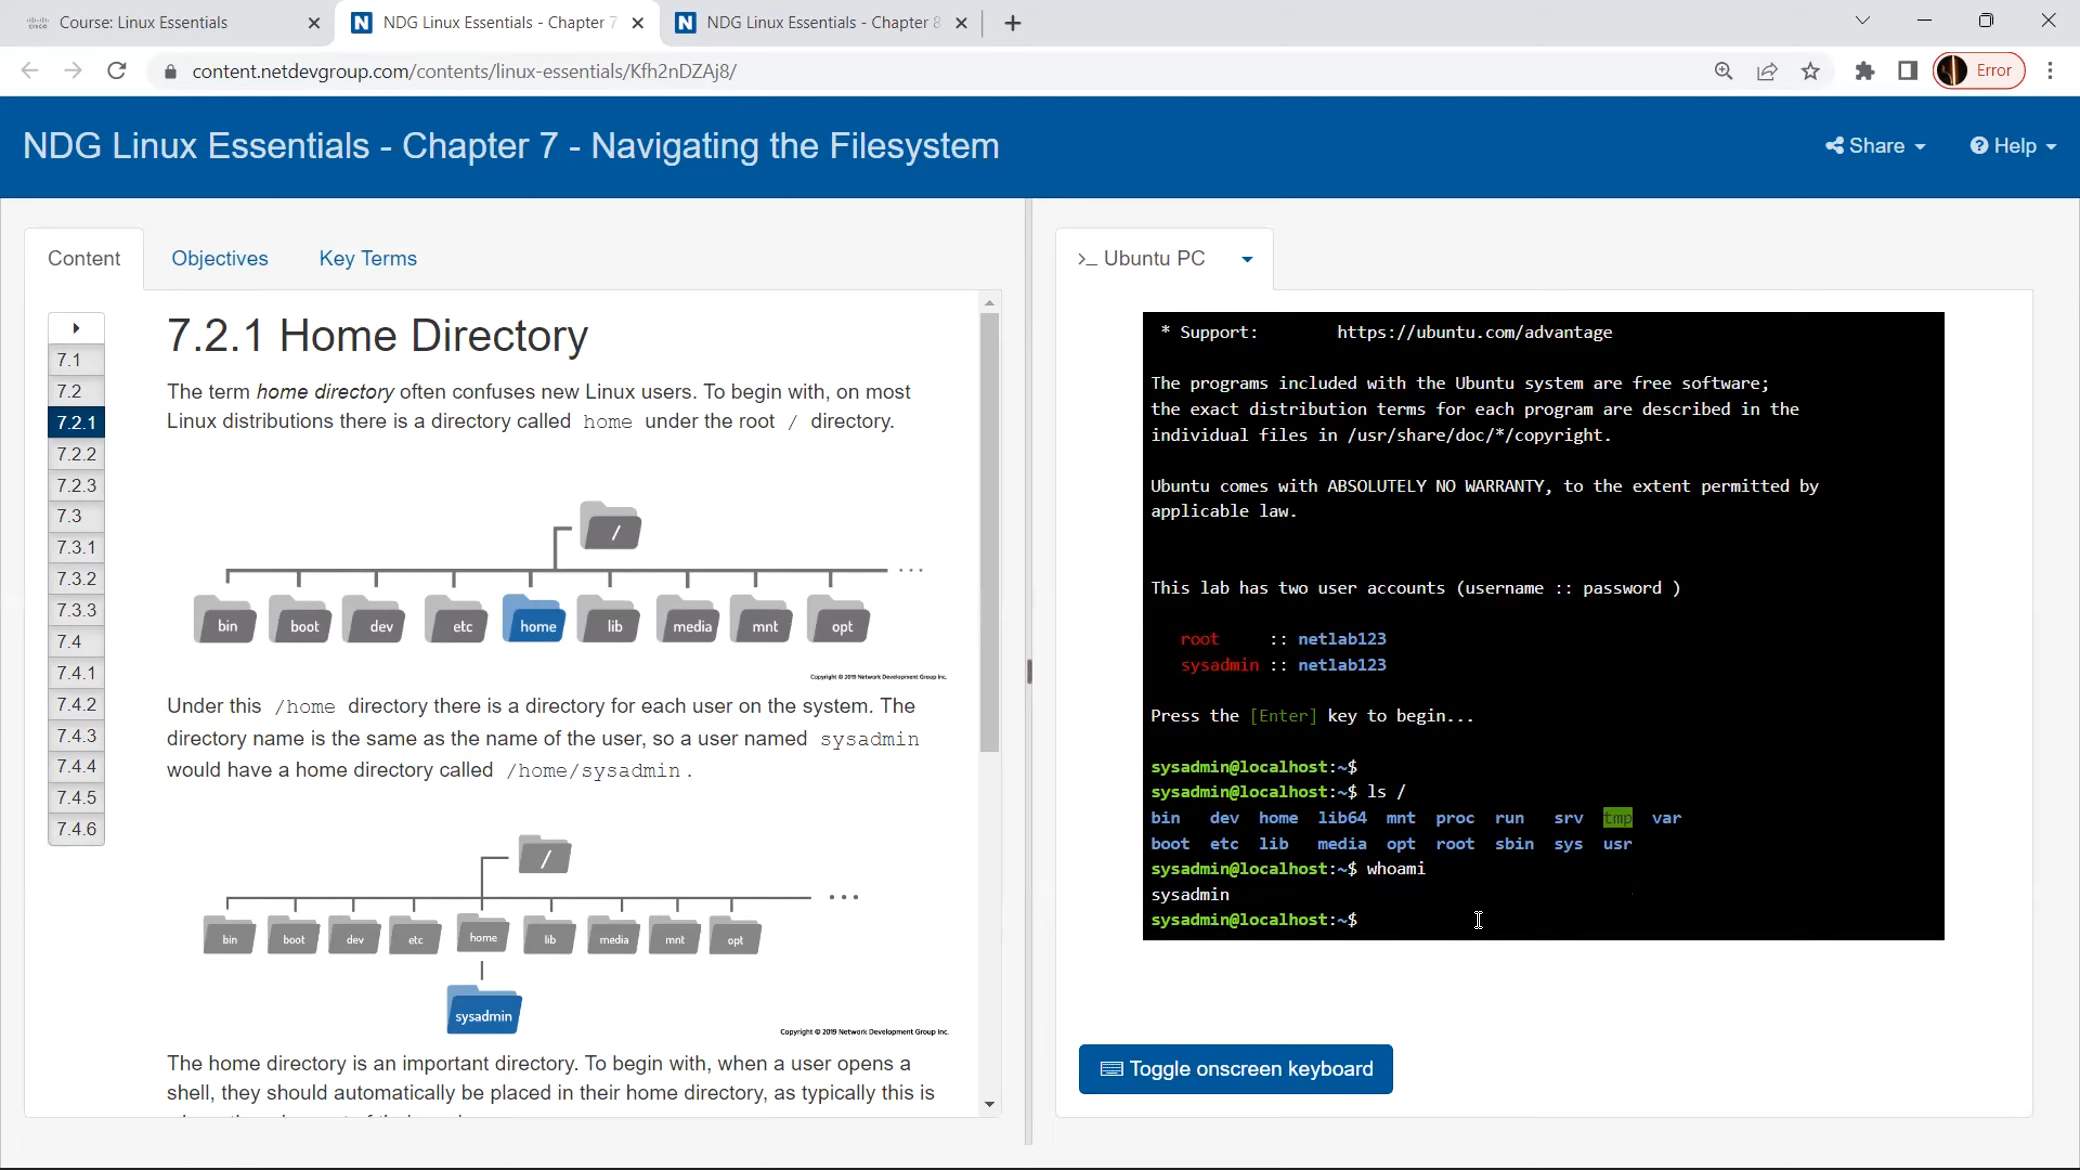 Course: Linux Essentials
NDG Linux Essentials - Chapter 7
NDG Linux Essentials - Chapter 8
content.netdevgroup.com/contents/linux-essentials/Kfh2nDZAj8/
Error
NDG Linux Essentials - Chapter 7 - Navigating the Filesystem
Share
Help
Content
Objectives
Key Terms
7.1
7.2
7.2.1
7.2.2
7.2.3
7.3
7.3.1
7.3.2
7.3.3
7.4
7.4.1
7.4.2
7.4.3
7.4.4
7.4.5
7.4.6
7.2.1 Home Directory
The term home directory often confuses new Linux users. To begin with, on most
Linux distributions there is a directory called home under the root / directory.
/
bin boot dev etc home lib media mnt opt
...
Copyright © 2019 Network Development Group Inc.
Under this /home directory there is a directory for each user on the system. The
directory name is the same as the name of the user, so a user named sysadmin
would have a home directory called /home/sysadmin.
/
...
bin boot dev etc home lib media mnt opt
sysadmin
Copyright © 2019 Network Development Group Inc.
The home directory is an important directory. To begin with, when a user opens a
shell, they should automatically be placed in their home directory, as typically this is
>_ Ubuntu PC
* Support: https://ubuntu.com/advantage
The programs included with the Ubuntu system are free software;
the exact distribution terms for each program are described in the
individual files in /usr/share/doc/*/copyright.
Ubuntu comes with ABSOLUTELY NO WARRANTY, to the extent permitted by
applicable law.
This lab has two user accounts (username :: password )
root :: netlab123
sysadmin :: netlab123
Press the [Enter] key to begin...
sysadmin@localhost:~$
sysadmin@localhost:~$ ls /
bin dev home lib64 mnt proc run srv tmp var
boot etc lib media opt root sbin sys usr
sysadmin@localhost:~$ whoami
sysadmin
sysadmin@localhost:~$
Toggle onscreen keyboard